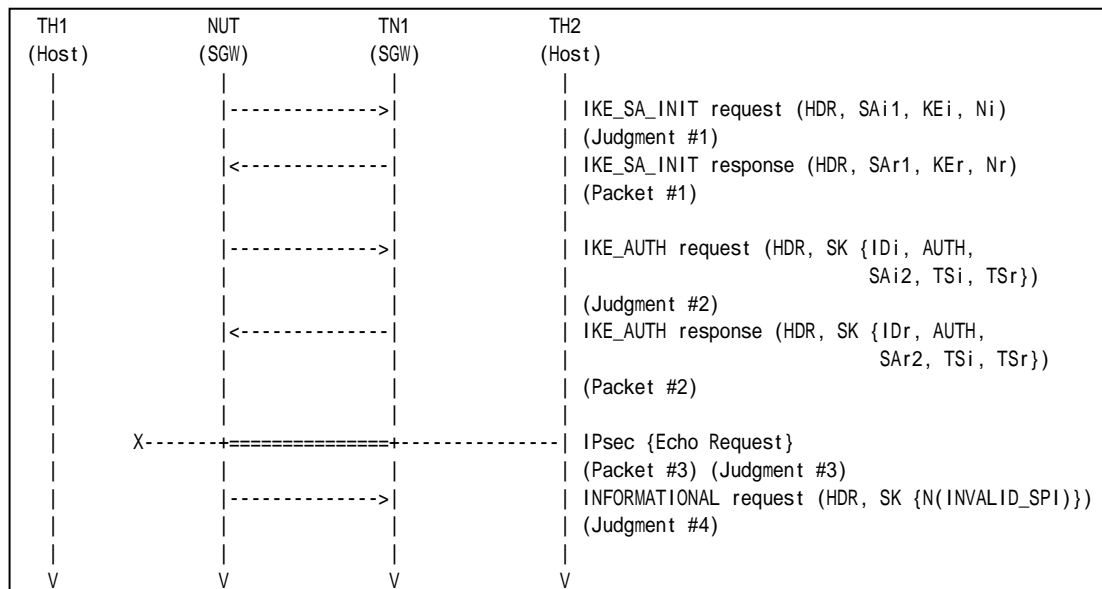 TH1 NUT TN1 TH2
(Host) (SGW) (SGW) (Host)
| | | |
| |-------------->| | IKE_SA_INIT request (HDR, SAi1, KEi, Ni)
| | | | (Judgment #1)
| |<--------------| | IKE_SA_INIT response (HDR, SAr1, KEr, Nr)
| | | | (Packet #1)
| | | |
| |-------------->| | IKE_AUTH request (HDR, SK {IDi, AUTH,
| | | | SAi2, TSi, TSr})
| | | | (Judgment #2)
| |<--------------| | IKE_AUTH response (HDR, SK {IDr, AUTH,
| | | | SAr2, TSi, TSr})
| | | | (Packet #2)
| | | |
| X-------+===============+---------------| IPsec {Echo Request}
| | | | (Packet #3) (Judgment #3)
| |-------------->| | INFORMATIONAL request (HDR, SK {N(INVALID_SPI)})
| | | | (Judgment #4)
| | | |
V V V V